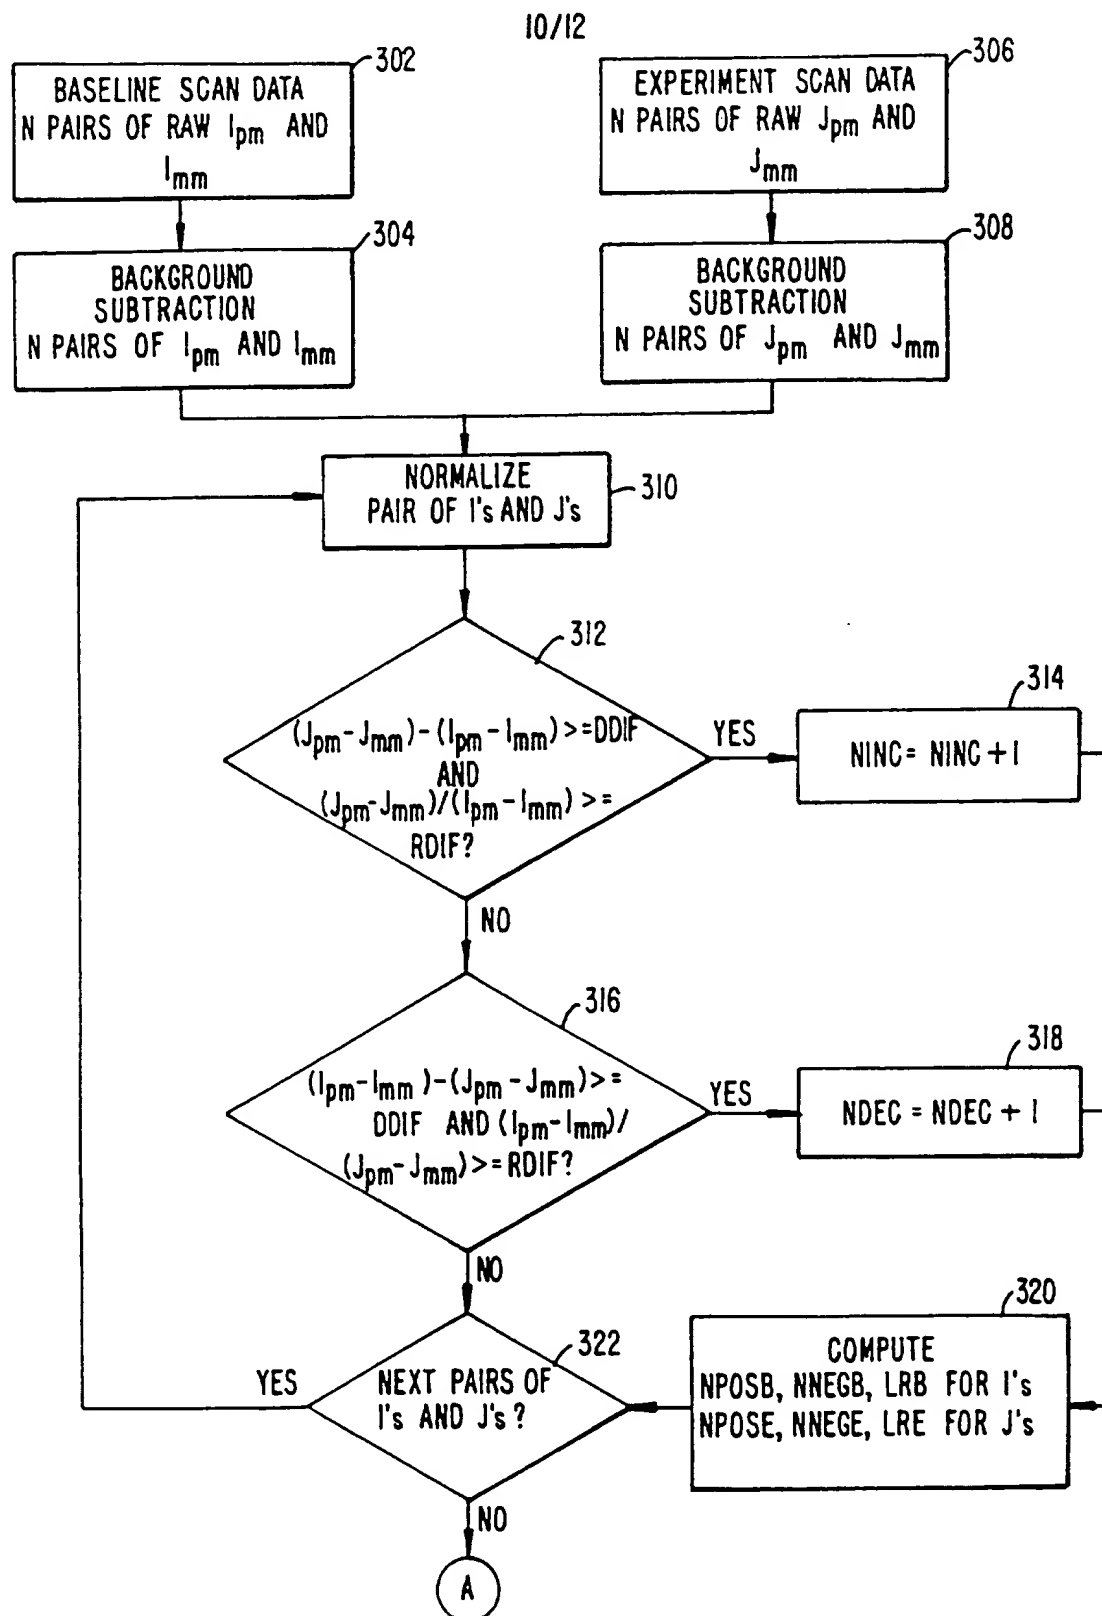 10/12
302
BASELINE SCAN DATA
N PAIRS OF RAW Ipm AND
Imm
306
EXPERIMENT SCAN DATA
N PAIRS OF RAW Jpm AND
Jmm
304
BACKGROUND
SUBTRACTION
N PAIRS OF Ipm AND Imm
308
BACKGROUND
SUBTRACTION
N PAIRS OF Jpm AND Jmm
NORMALIZE
PAIR OF I's AND J's
310
312
(Jpm-Jmm)-(Ipm-Imm)>=DDIF
AND
(Jpm-Jmm)/(Ipm-Imm)>=
RDIF?
YES
314
NINC= NINC+1
NO
316
(Ipm-Imm)-(Jpm-Jmm)>=
DDIF AND (Ipm-Imm)/
(Jpm-Jmm)>=RDIF?
YES
318
NDEC = NDEC + 1
NO
322
NEXT PAIRS OF
I's AND J's?
YES
320
COMPUTE
NPOSB, NNEGB, LRB FOR I's
NPOSE, NNEGE, LRE FOR J's
NO
A